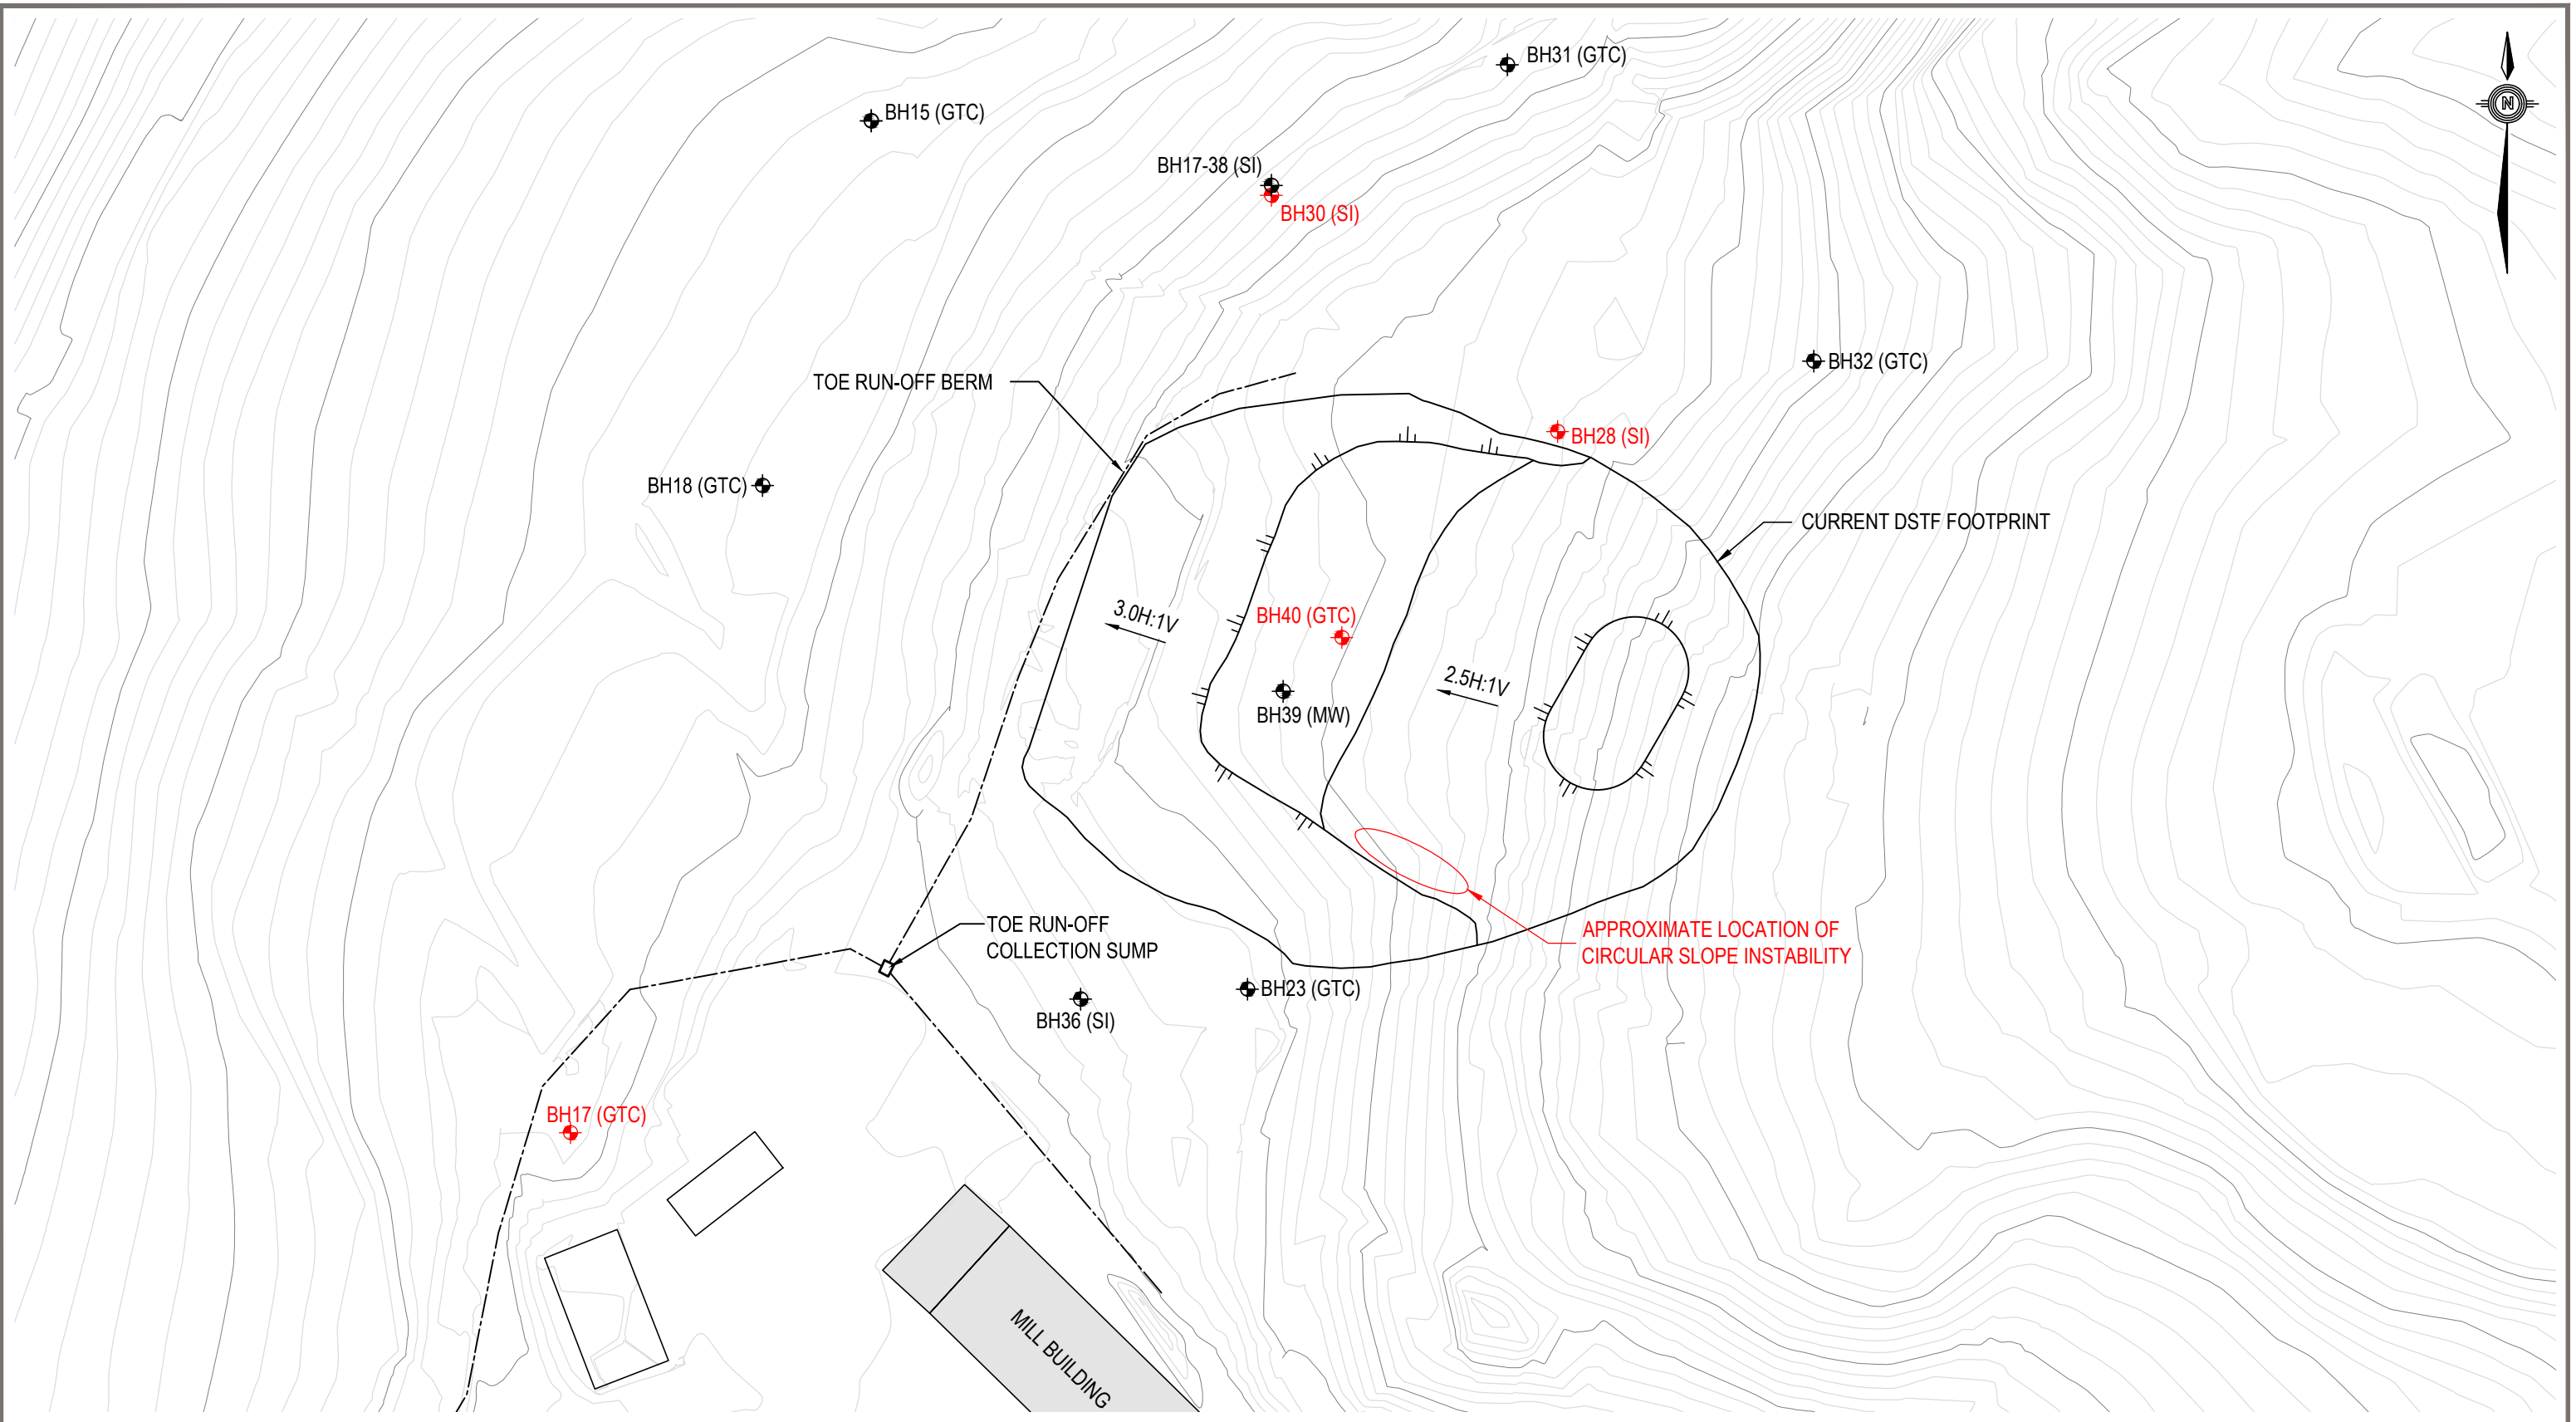 BH31 (GTC)
N
BH15 (GTC)
BH17-38 (SI)
BH30 (SI)
BH32 (GTC)
TOE RUN-OFF BERM
BH28 (SI)
BH18 (GTC)
CURRENT DSTF FOOTPRINT
3.0H:1V
BH40 (GTC)
2.5H:1V
BH39 (MW)
TOE RUN-OFF
COLLECTION SUMP
APPROXIMATE LOCATION OF
CIRCULAR SLOPE INSTABILITY
BH23 (GTC)
BH36 (SI)
BH17 (GTC)
MILL BUILDING